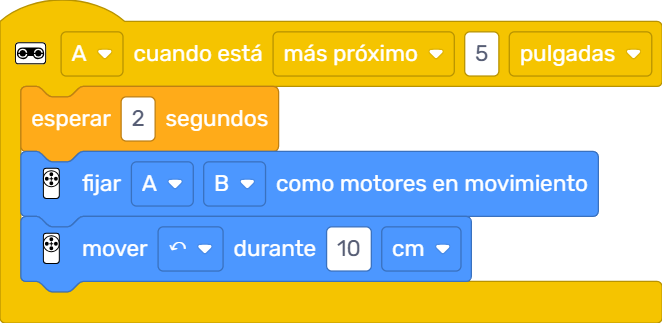 A cuando está más próximo 5 pulgadas
esperar 2 segundos
fijar A B como motores en movimiento
mover durante 10 cm